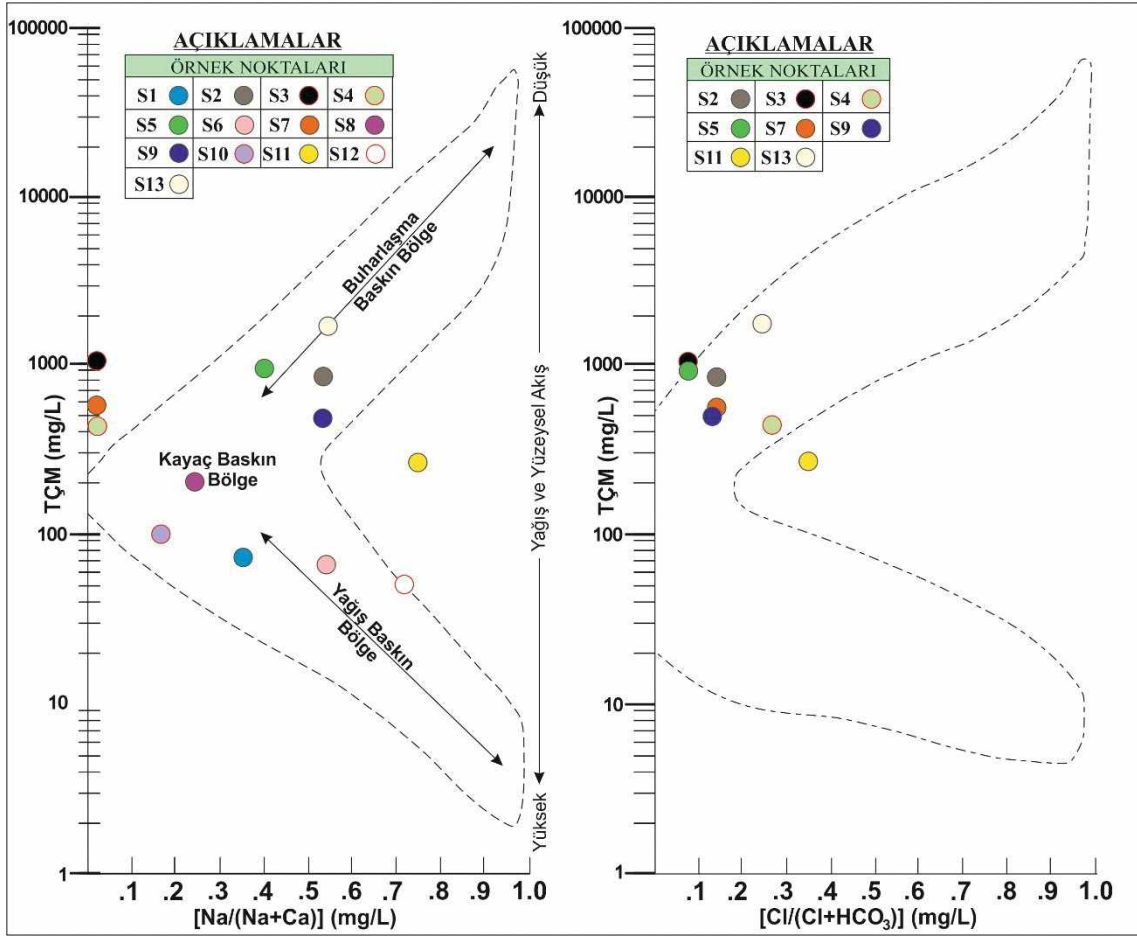 100000
10000
1000
100
10
1
TÇM (mg/L)
AÇIKLAMALAR
ÖRNEK NOKTALARI
S1 S2 S3 S4
S5 S6 S7 S8
S9 S10 S11 S12
S13
Buharlaşma
Baskın Bölge
Kayaç Baskın
Bölge
Yağış Baskın
Bölge
.1 .2 .3 .4 .5 .6 .7 .8 .9 1.0
[Na/(Na+Ca)] (mg/L)
Düşük
Yağış ve Yüzeysel Akış
Yüksek
100000
10000
1000
100
10
1
TÇM (mg/L)
AÇIKLAMALAR
ÖRNEK NOKTALARI
S2 S3 S4
S5 S7 S9
S11 S13
.1 .2 .3 .4 .5 .6 .7 .8 .9 1.0
[Cl/(Cl+HCO₃)] (mg/L)